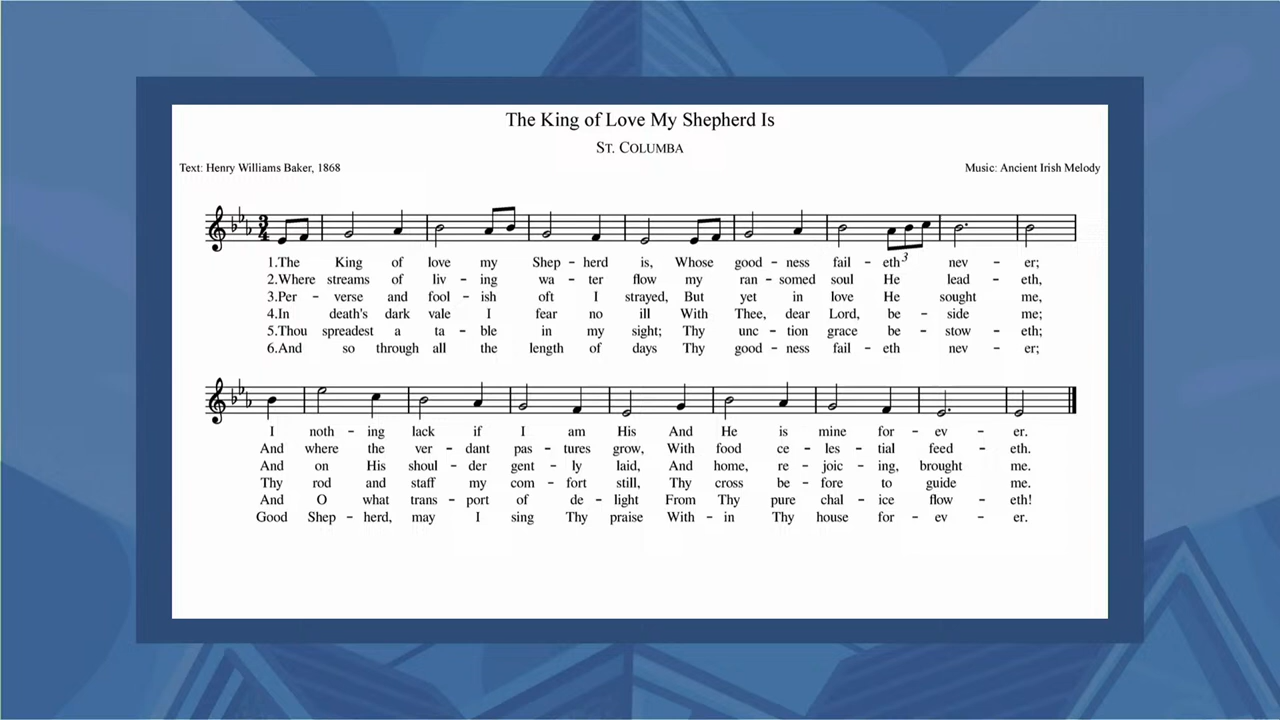 The King of Love My Shepherd Is
ST. COLUMBA
Text: Henry Williams Baker, 1868
Music: Ancient Irish Melody
3
4
3
1.The King of love my Shep – herd is, Whose good – ness fail – eth nev – er;
2.Where streams of liv – ing wa – ter flow my ran – somed soul He lead – eth,
3.Per – verse and fool – ish oft I strayed, But yet in love He sought me,
4.In death's dark vale I fear no ill With Thee, dear Lord, be – side me;
5.Thou spreadest a ta – ble in my sight; Thy unc – tion grace be – stow – eth;
6.And so through all the length of days Thy good – ness fail – eth nev – er;
I noth – ing lack if I am His And He is mine for – ev – er.
And where the ver – dant pas – tures grow, With food ce – les – tial feed – eth.
And on His shoul – der gent – ly laid, And home, re – joic – ing, brought me.
Thy rod and staff my com – fort still, Thy cross be – fore to guide me.
And O what trans – port of de – light From Thy pure chal – ice flow – eth!
Good Shep – herd, may I sing Thy praise With – in Thy house for – ev – er.